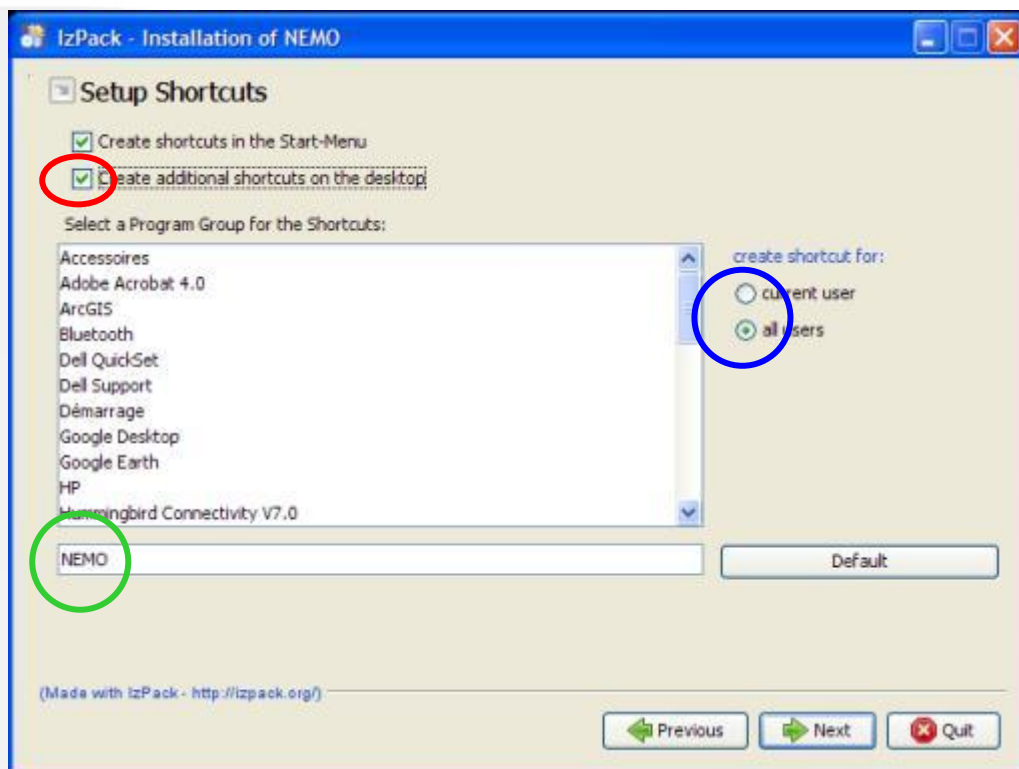 IzPack - Installation of NEMO
Setup Shortcuts
Create shortcuts in the Start-Menu
Create additional shortcuts on the desktop
Select a Program Group for the Shortcuts:
Accessoires
Adobe Acrobat 4.0
ArcGIS
Bluetooth
Dell QuickSet
Dell Support
Démarrage
Google Desktop
Google Earth
HP
Hummingbird Connectivity V7.0
create shortcut for:
current user
all users
NEMO
Default
(Made with IzPack - http://izpack.org/)
Previous
Next
Quit